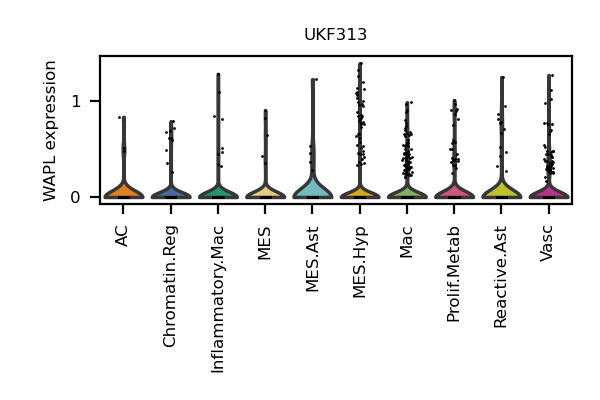 UKF313
WAPL expression
1
0
AC
Chromatin.Reg
Inflammatory.Mac
MES
MES.Ast
MES.Hyp
Mac
Prolif.Metab
Reactive.Ast
Vasc